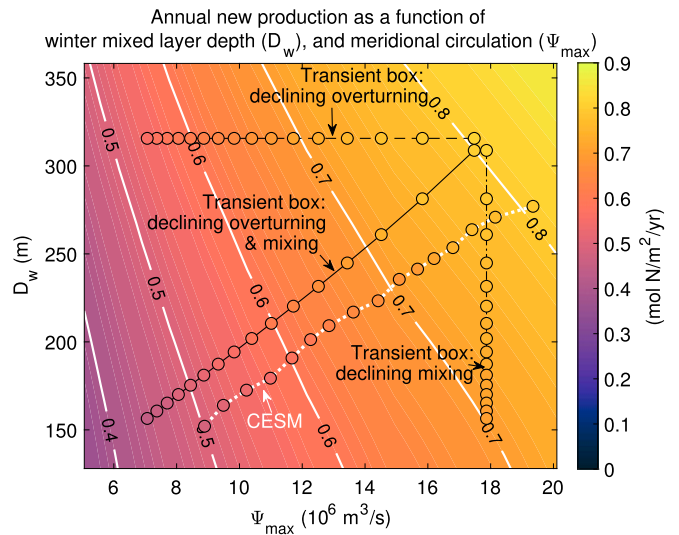 Annual new production as a function of
winter mixed layer depth (D_w), and meridional circulation (Ψ_max)
350
300
250
200
150
D_w (m)
6
8
10
12
14
16
18
20
Ψ_max (10^6 m^3/s)
Transient box:
declining overturning
Transient box:
declining overturning
& mixing
Transient box:
declining mixing
CESM
0.5
0.6
0.7
0.8
0.5
0.6
0.7
0.8
0.4
0.5
0.6
0.7
0.9
0.8
0.7
0.6
0.5
0.4
0.3
0.2
0.1
0
(mol N/m^2/yr)